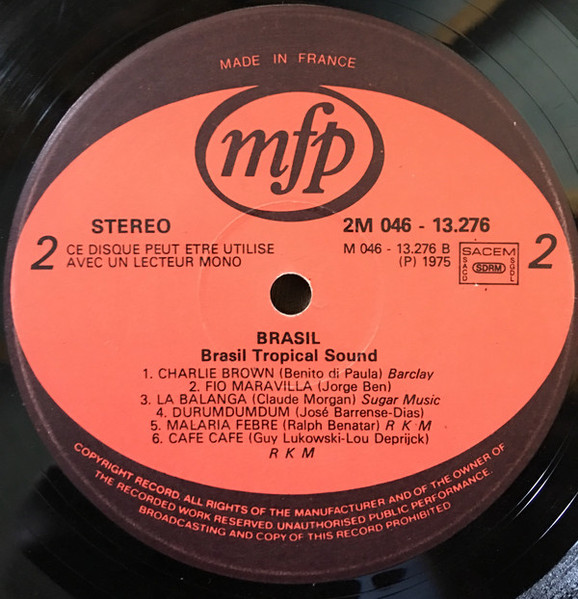 MADE IN FRANCE
mfp
STEREO
2M 046 - 13.276
2
CE DISQUE PEUT ETRE UTILISE
AVEC UN LECTEUR MONO
M 046 - 13.276 B
(P) 1975
SACEM
SACD
SDRM
SGDL
2
BRASIL
Brasil Tropical Sound
1. CHARLIE BROWN (Benito di Paula) Barclay
2. FIO MARAVILLA (Jorge Ben)
3. LA BALANGA (Claude Morgan) Sugar Music
4. DURUMDUMDUM (José Barrense-Dias)
5. MALARIA FEBRE (Ralph Benatar) R K M
6. CAFE CAFE (Guy Lukowski-Lou Deprijck)
R K M
COPYRIGHT RECORD. ALL RIGHTS OF THE MANUFACTURER AND OF THE OWNER OF
THE RECORDED WORK RESERVED. UNAUTHORISED PUBLIC PERFORMANCE.
BROADCASTING AND COPY OF THIS RECORD PROHIBITED